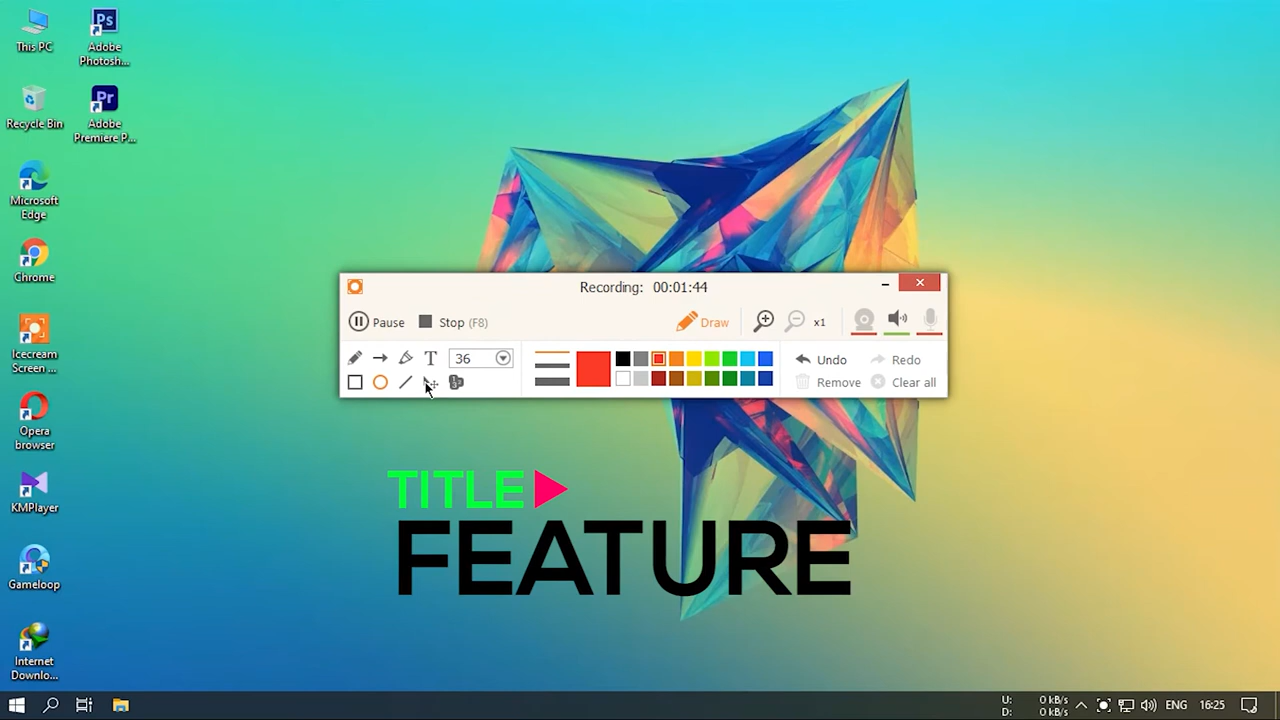 This PC
Adobe
Photosh...
Recycle Bin
Adobe
Premiere P...
Microsoft
Edge
Chrome
Icecream
Screen ...
Opera
browser
KMPlayer
Gameloop
Internet
Downlo...
Recording: 00:01:44
Pause
Stop (F8)
Draw
x1
T
36
Undo
Redo
Remove
Clear all
TITLE
FEATURE
U: 0 kB/s
D: 0 kB/s
ENG
16:25